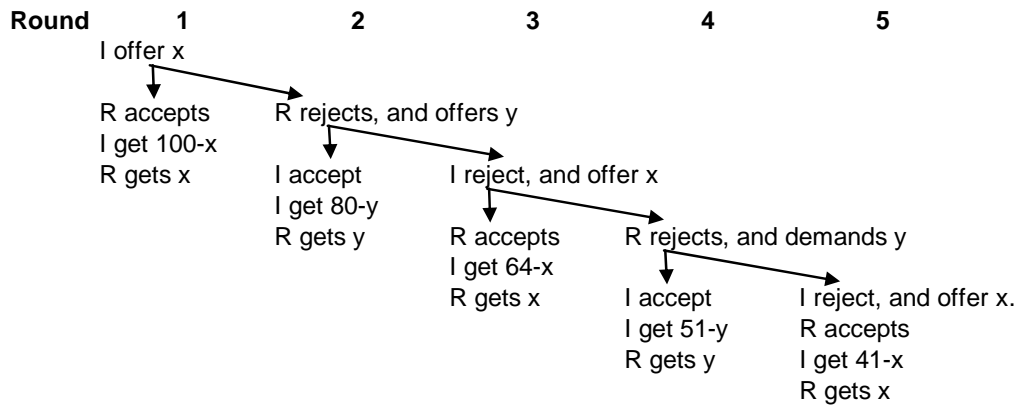 Round 1 2 3 4 5
I offer x
R accepts
I get 100-x
R gets x
R rejects, and offers y
I accept
I get 80-y
R gets y
I reject, and offer x
R accepts
I get 64-x
R gets x
R rejects, and demands y
I accept
I get 51-y
R gets y
I reject, and offer x.
R accepts
I get 41-x
R gets x